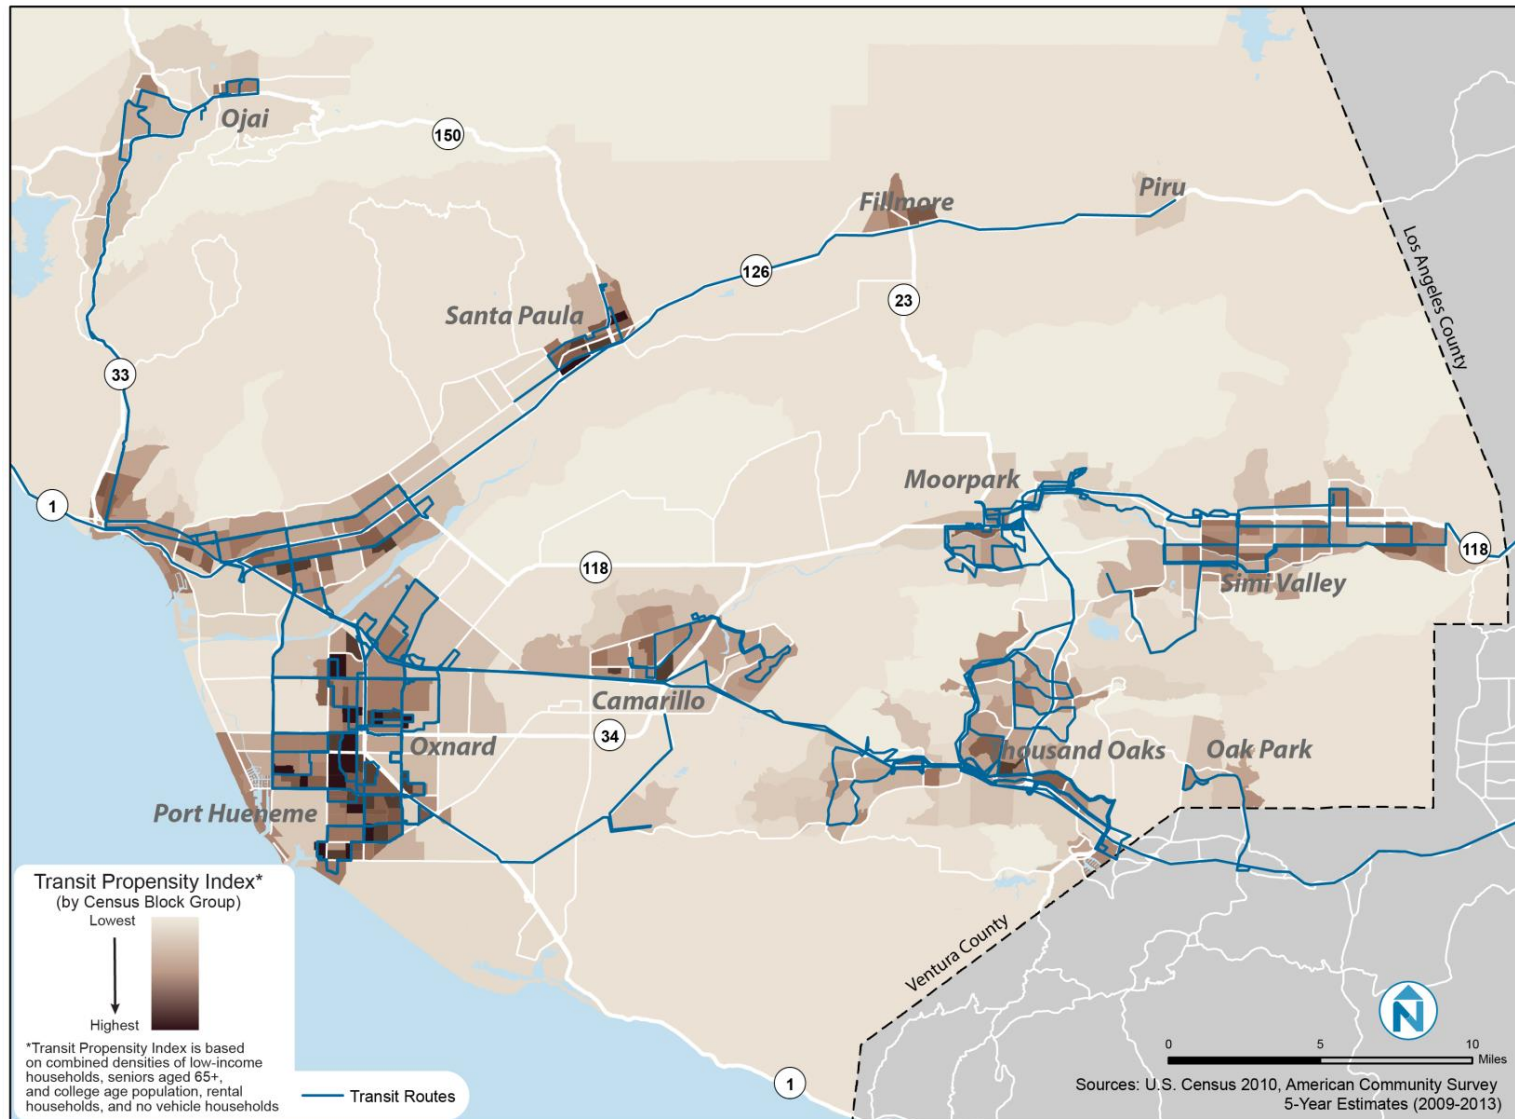 Ojai
150
Piru
Fillmore
Los Angeles County
126
23
Santa Paula
33
Moorpark
1
118
118
Simi Valley
Camarillo
34
Oxnard
housand Oaks
Oak Park
Port Hueneme
Transit Propensity Index*
(by Census Block Group)
Lowest
Highest
*Transit Propensity Index is based
on combined densities of low-income
households, seniors aged 65+,
and college age population, rental
households, and no vehicle households
Transit Routes
Ventura County
N
0 5 10
Miles
1
Sources: U.S. Census 2010, American Community Survey
5-Year Estimates (2009-2013)